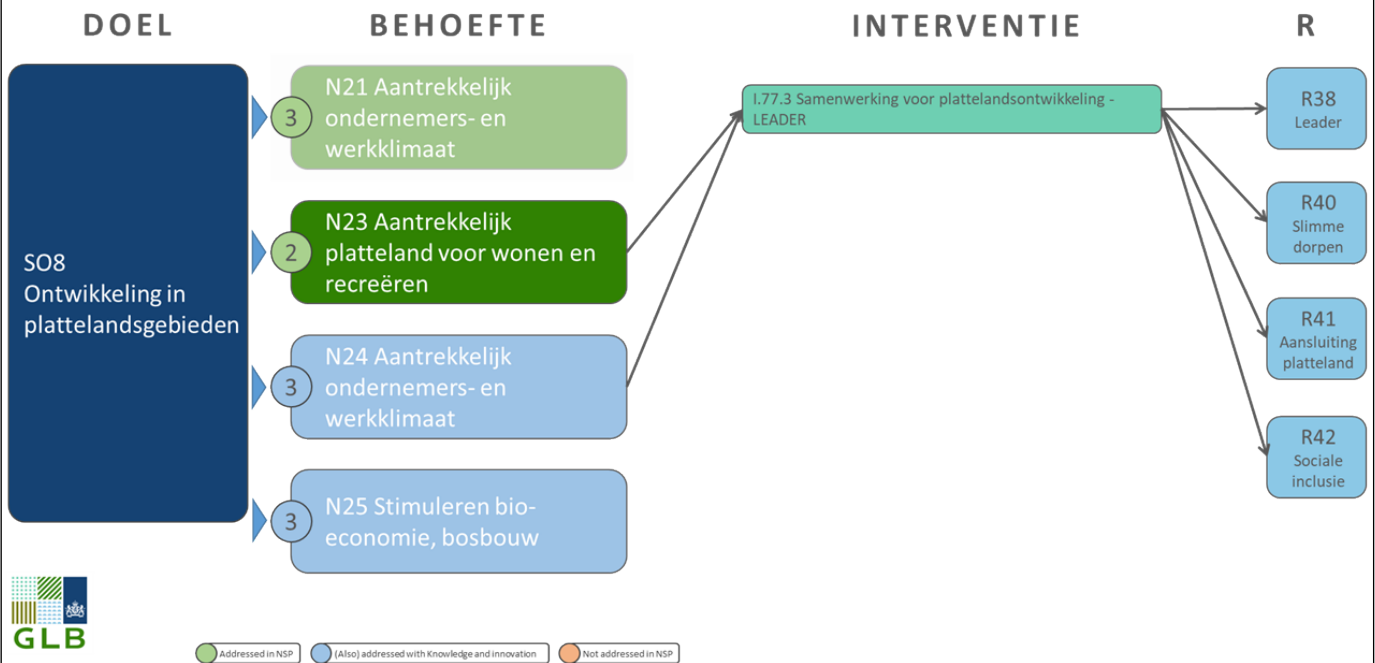 DOEL
BEHOEFTE
INTERVENTIE
R
SO8
Ontwikkeling in
plattelandsgebieden
3
N21 Aantrekkelijk
ondernemers- en
werkklimaat
2
N23 Aantrekkelijk
platteland voor wonen en
recreëren
3
N24 Aantrekkelijk
ondernemers- en
werkklimaat
3
N25 Stimuleren bio-
economie, bosbouw
I.77.3 Samenwerking voor plattelandsontwikkeling -
LEADER
R38
Leader
R40
Slimme
dorpen
R41
Aansluiting
platteland
R42
Sociale
inclusie
GLB
Addressed in NSP
(Also) addressed with Knowledge and innovation
Not addressed in NSP